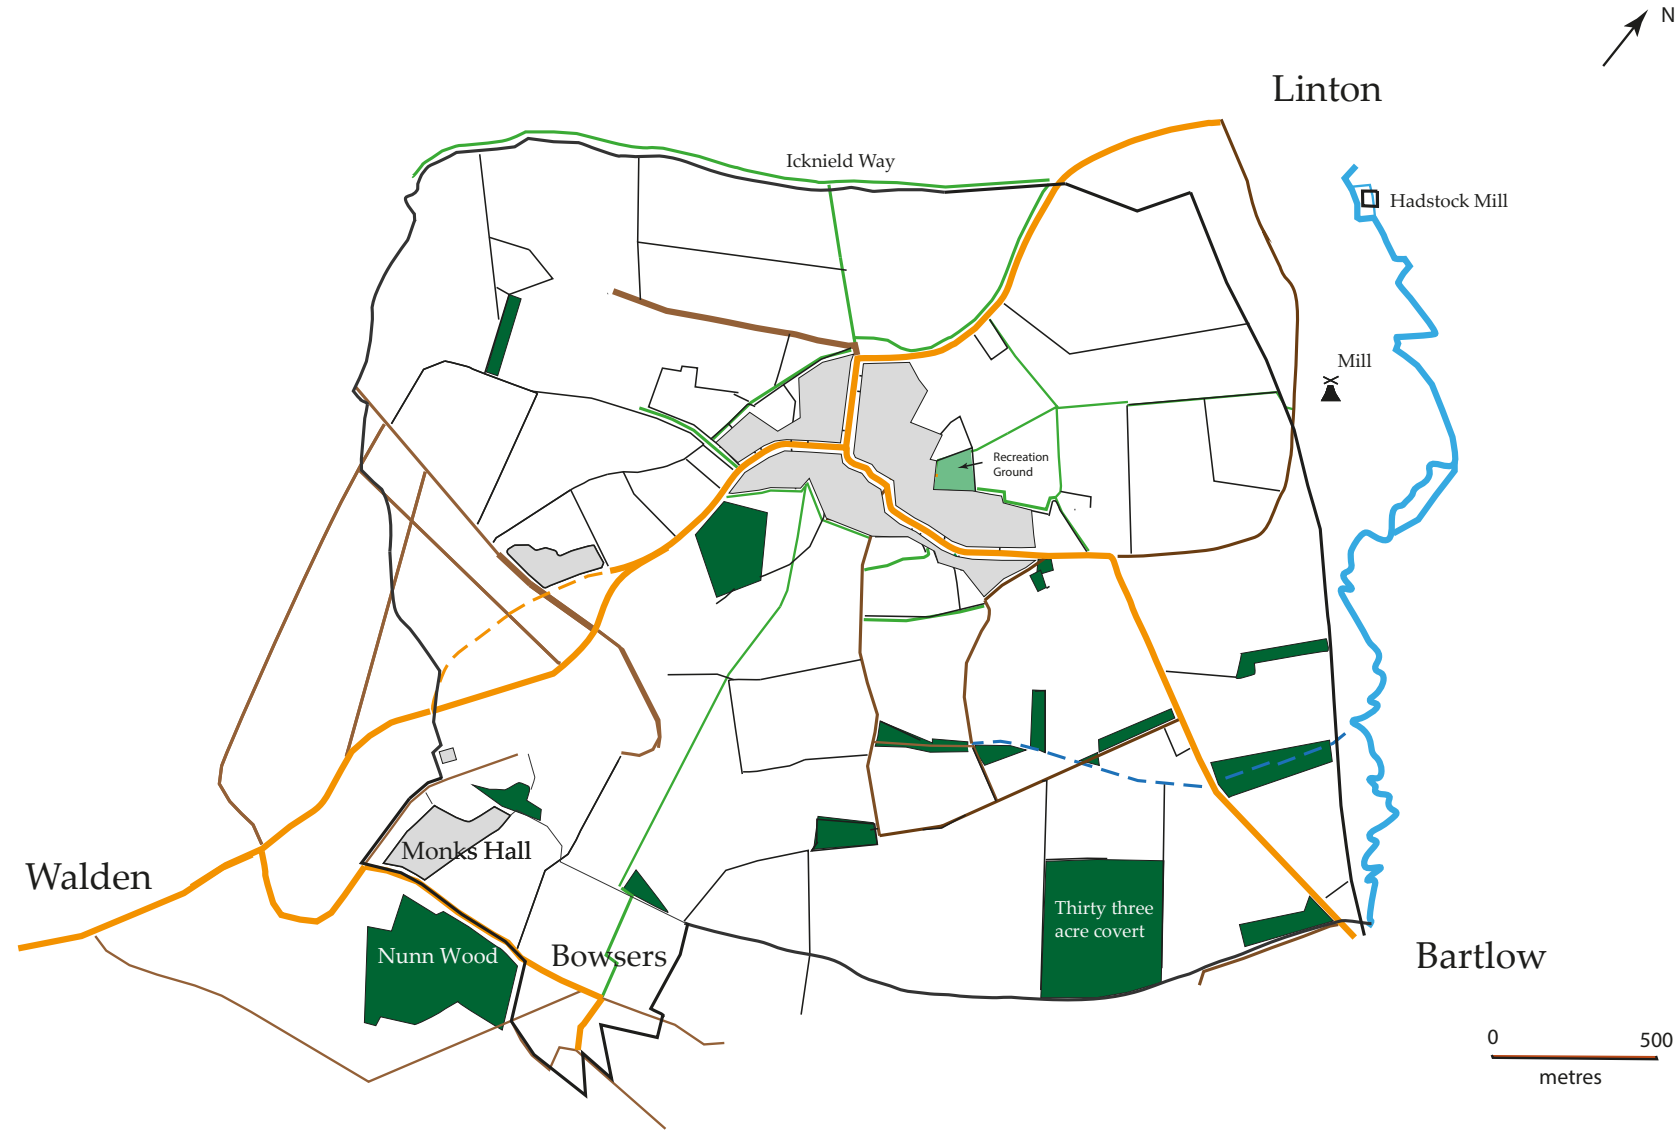 N
Linton
Icknield Way
Hadstock Mill
Mill
Recreation
Ground
Monks Hall
Walden
Thirty three
acre covert
Nunn Wood
Bowsers
Bartlow
0 500
metres